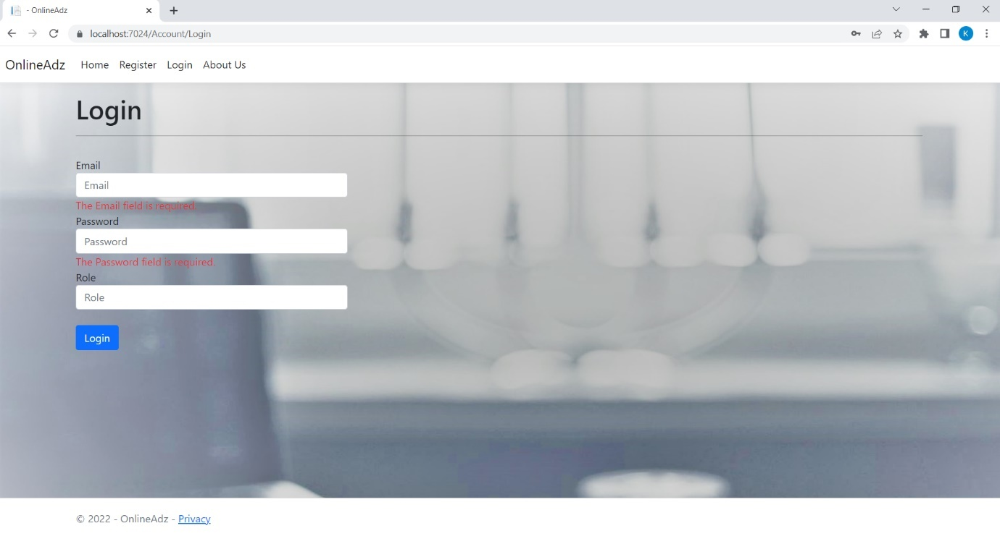 - OnlineAdz
localhost:7024/Account/Login
K
OnlineAdz Home Register Login About Us
Login
Email
Email
The Email field is required.
Password
Password
The Password field is required.
Role
Role
Login
© 2022 - OnlineAdz - Privacy